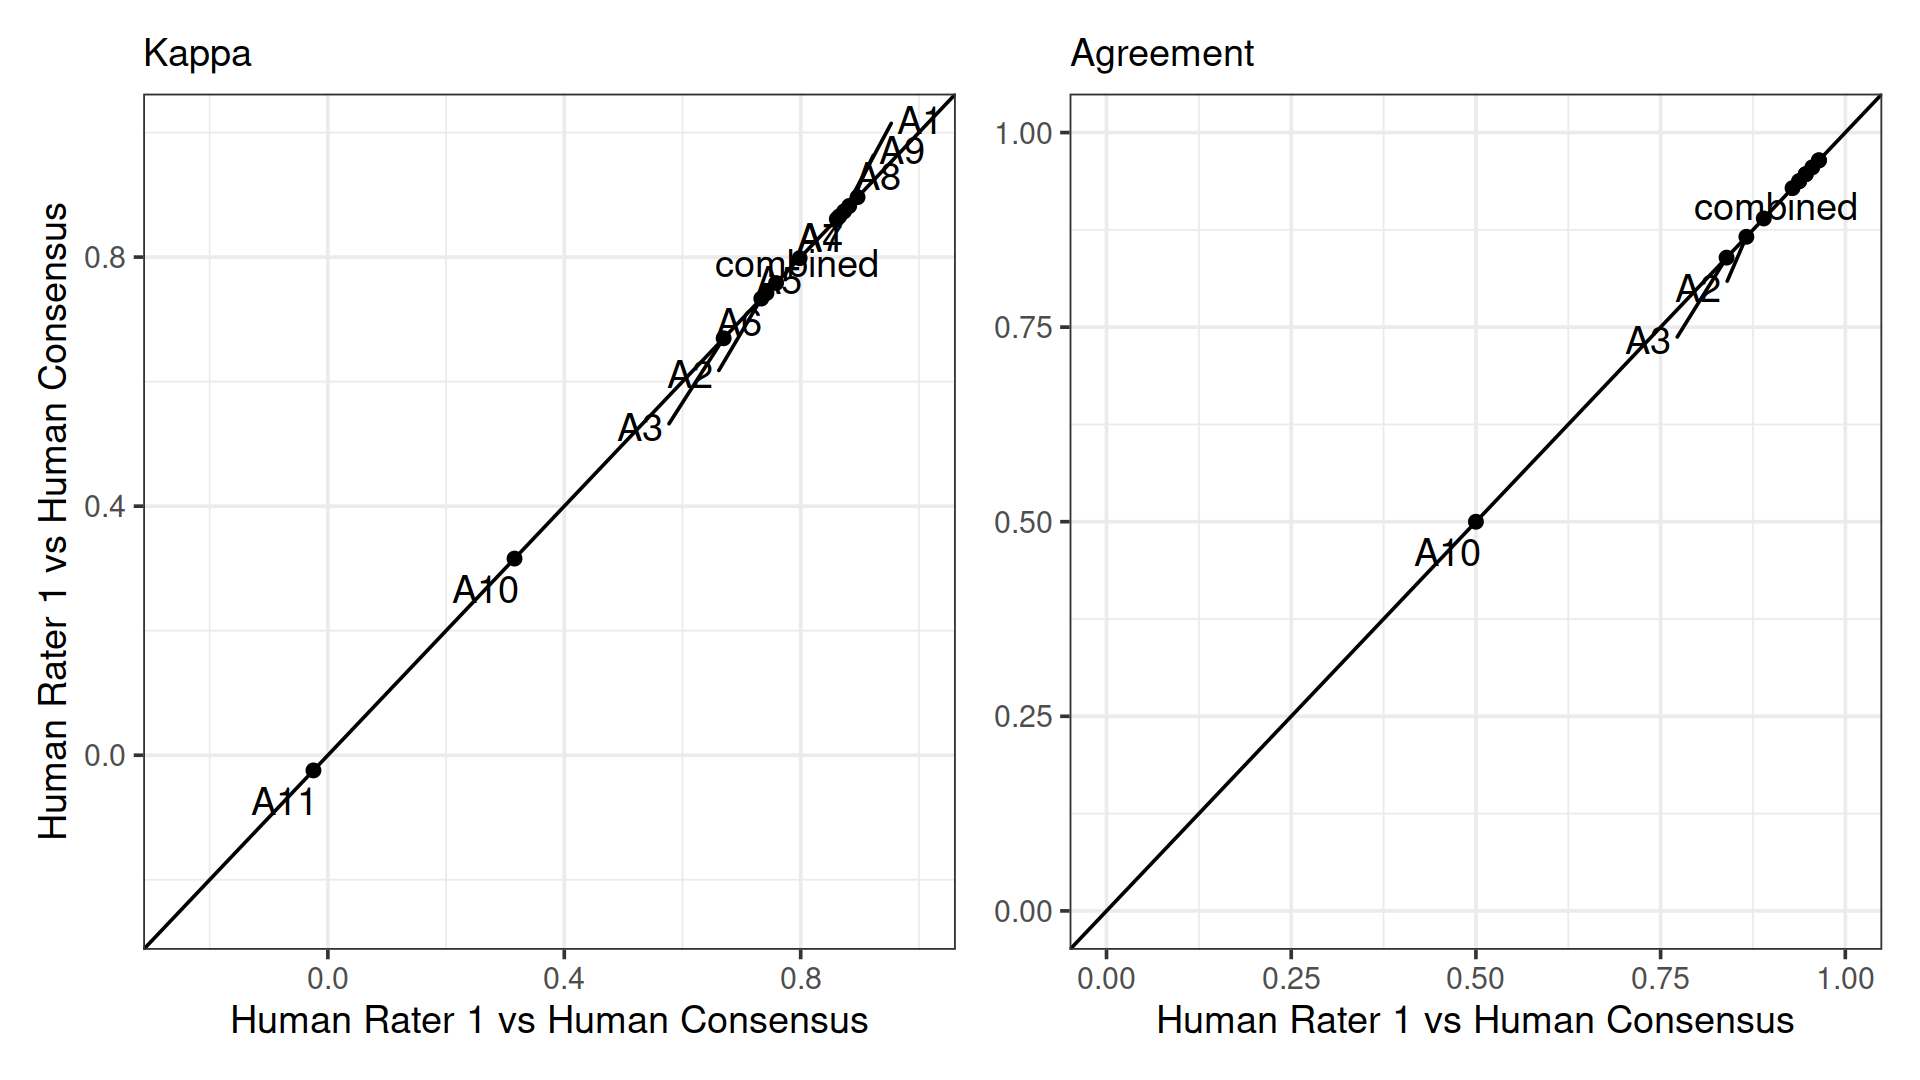 Kappa
Human Rater 1 vs Human Consensus
0.8
0.4
0.0
A1
A9
A8
A4
combined
A5
A6
A2
A3
A10
A11
0.0
0.4
0.8
Human Rater 1 vs Human Consensus
Agreement
1.00
0.75
0.50
0.25
0.00
combined
A2
A3
A10
0.00
0.25
0.50
0.75
1.00
Human Rater 1 vs Human Consensus